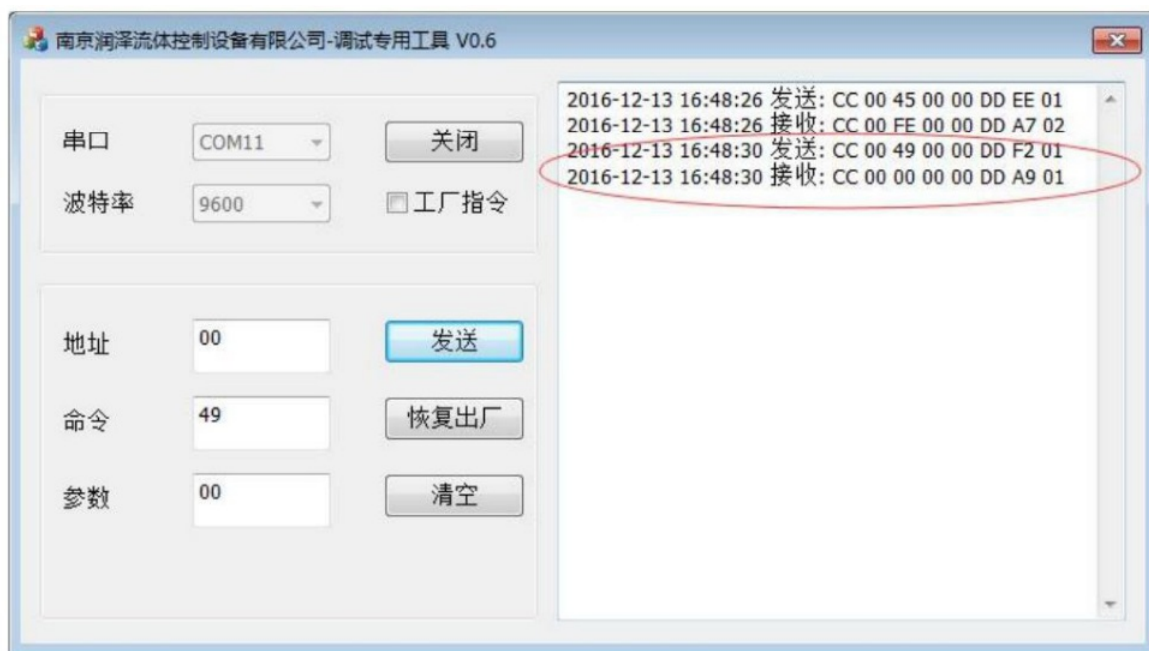 南京润泽流体控制设备有限公司-调试专用工具 V0.6
串口
COM11
关闭
波特率
9600
工厂指令
地址
00
发送
命令
49
恢复出厂
参数
00
清空
2016-12-13 16:48:26 发送: CC 00 45 00 00 DD EE 01
2016-12-13 16:48:26 接收: CC 00 FE 00 00 DD A7 02
2016-12-13 16:48:30 发送: CC 00 49 00 00 DD F2 01
2016-12-13 16:48:30 接收: CC 00 00 00 00 DD A9 01